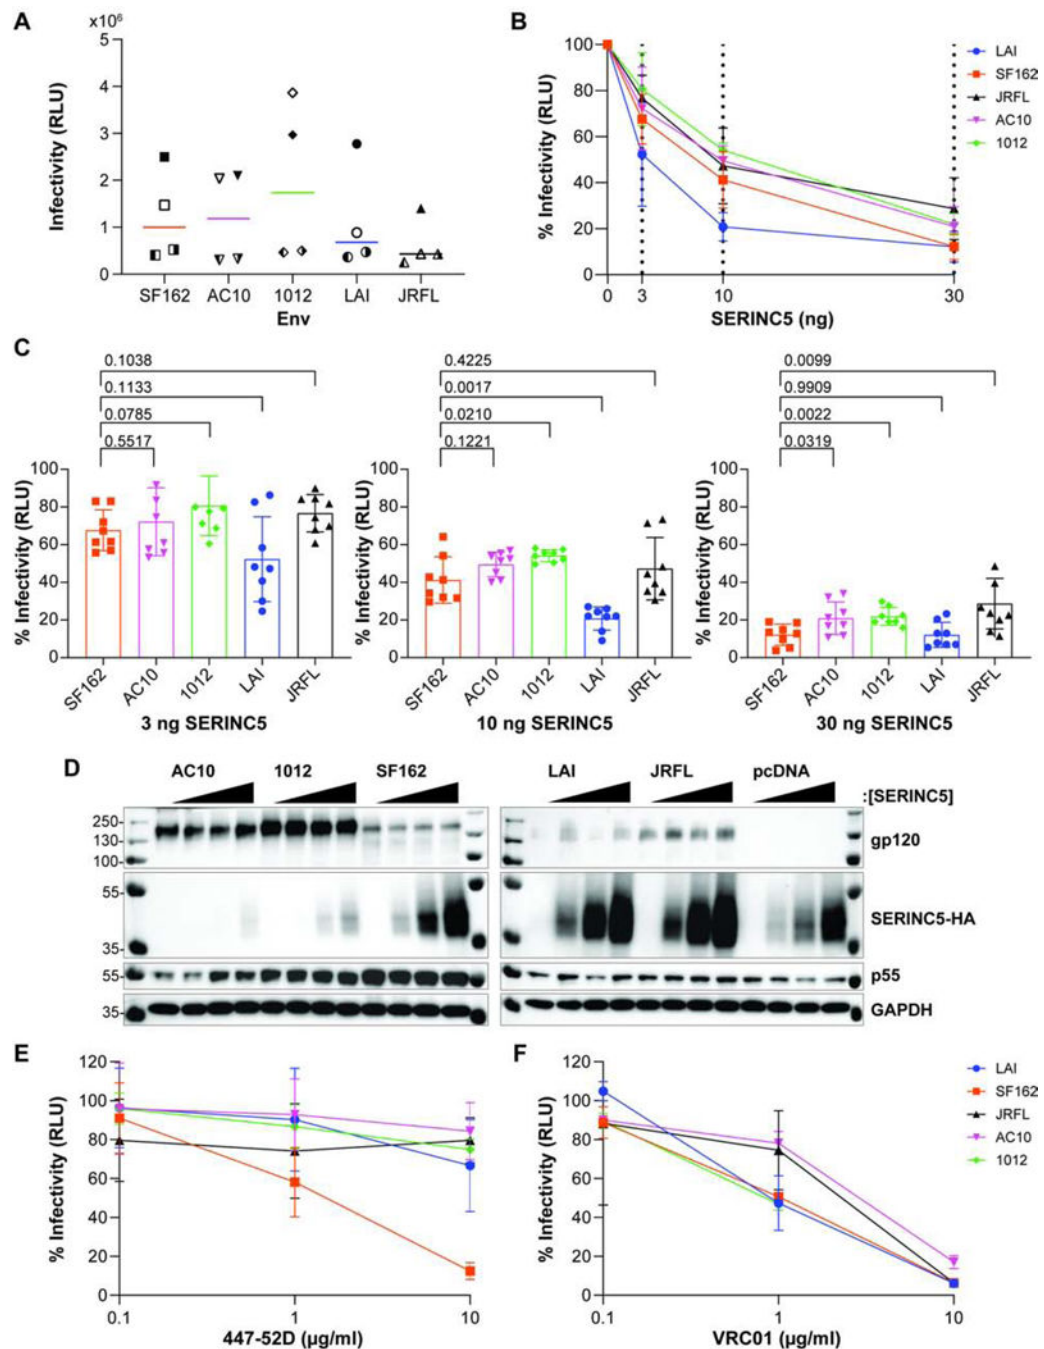 A
x10⁶
5
4
3
2
1
0
Infectivity (RLU)
SF162 AC10 1012 LAI JRFL
Env
B
100
80
60
40
20
0
% Infectivity (RLU)
0 3 10 30
SERINC5 (ng)
LAI
SF162
JRFL
AC10
1012
C
0.1038
0.1133
0.0785
0.5517
100
80
60
40
20
0
% Infectivity (RLU)
SF162 AC10 1012 LAI JRFL
3 ng SERINC5
0.4225
0.0017
0.0210
0.1221
100
80
60
40
20
0
% Infectivity (RLU)
SF162 AC10 1012 LAI JRFL
10 ng SERINC5
0.0099
0.9909
0.0022
0.0319
100
80
60
40
20
0
% Infectivity (RLU)
SF162 AC10 1012 LAI JRFL
30 ng SERINC5
D
AC10 1012 SF162 LAI JRFL pcDNA
:[SERINC5]
250-
130-
100-
gp120
55-
35-
SERINC5-HA
55-
p55
35-
GAPDH
E
120
100
80
60
40
20
0
% Infectivity (RLU)
0.1 1 10
447-52D (μg/ml)
F
120
100
80
60
40
20
0
% Infectivity (RLU)
0.1 1 10
VRC01 (μg/ml)
LAI
SF162
JRFL
AC10
1012